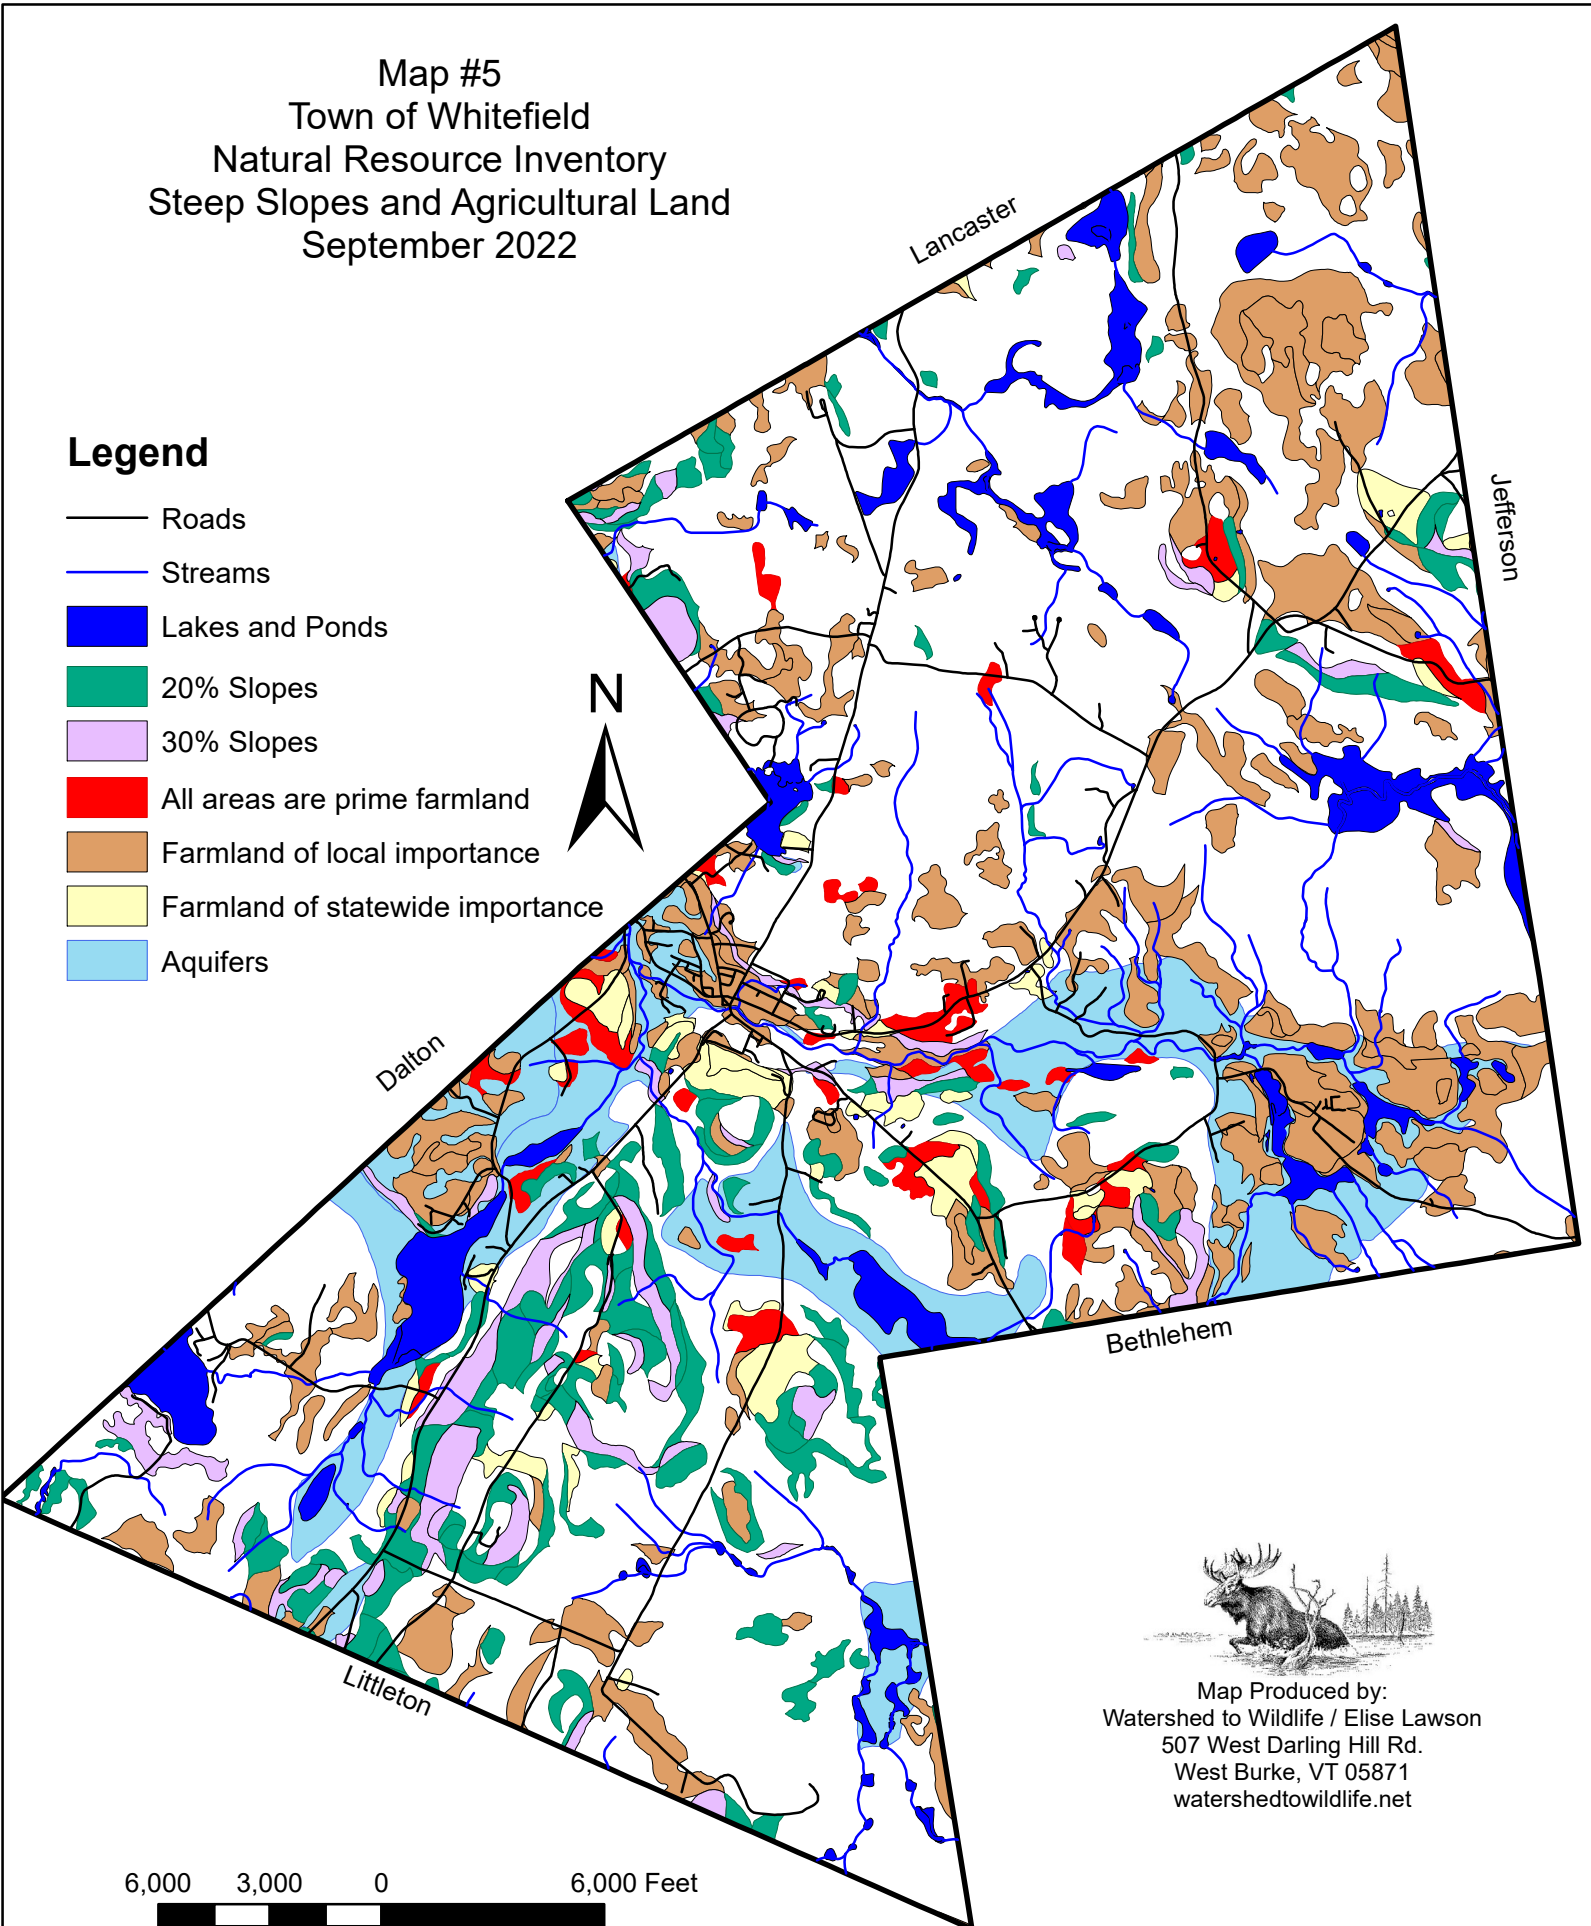 Map #5
Town of Whitefield
Natural Resource Inventory
Steep Slopes and Agricultural Land
September 2022
Lancaster
Legend
Roads
Streams
Lakes and Ponds
20% Slopes
30% Slopes
All areas are prime farmland
Farmland of local importance
Farmland of statewide importance
Aquifers
N
Jefferson
Dalton
Bethlehem
Littleton
Map Produced by:
Watershed to Wildlife / Elise Lawson
507 West Darling Hill Rd.
West Burke, VT 05871
watershedtowildlife.net
6,000 3,000 0 6,000 Feet